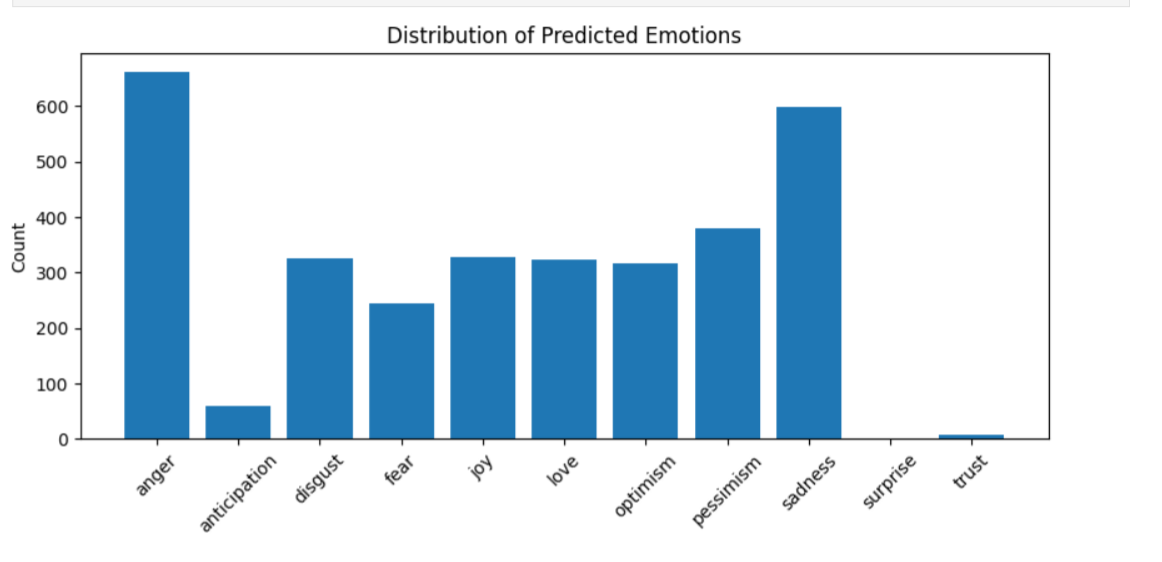 Distribution of Predicted Emotions
600
500
400
300
200
100
0
Count
anger
anticipation
disgust
fear
joy
love
optimism
pessimism
sadness
surprise
trust